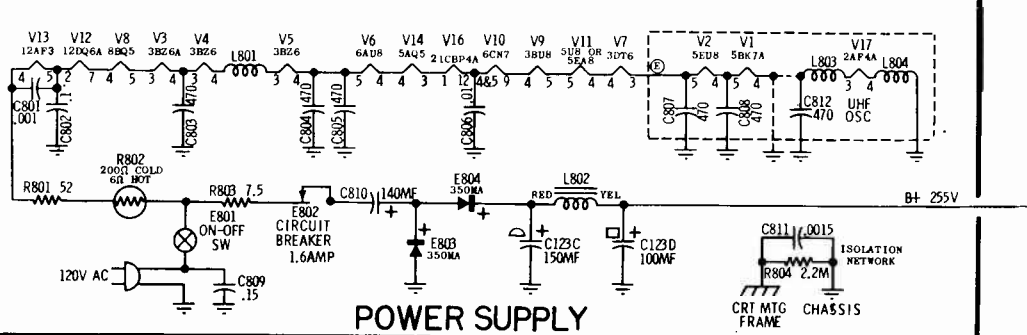 V13 V12 V8 V3 V4 V5 V6 V14 V16 V10 V9 V11 V7 V2 V1 V17
12AF3 12DQ6A 8BQ5 3BZ6A 3BZ6 L801 3BZ6 6AU8 5AQ5 21CBP4A 6CN7 3BU8 5U8 OR 5EA8 3DT6 E 5EU8 5BK7A L803 2AF4A L804
4 5 2 7 4 5 3 4 3 4 3 4 5 4 3 4 1 12 4&5 9 4 5 5 4 3 4 5 4 5 4 3 4
C801 .001
C802 .1
C803 470
C804 470
C805 470
C806 .01
C807 470
C808 470
C812 470
UHF
OSC
R802
200Ω COLD
6Ω HOT
R801 52
R803 7.5
E801
ON-OFF
SW
E802
CIRCUIT
BREAKER
1.6AMP
C810 140MF
+
E804
350MA
+
E803
350MA
+
L802
RED YEL
B+ 255V
+
C123C
150MF
+
C123D
100MF
120V AC
C809
.15
C811 .0015
ISOLATION
NETWORK
R804 2.2M
CRT MTG
FRAME
CHASSIS
POWER SUPPLY